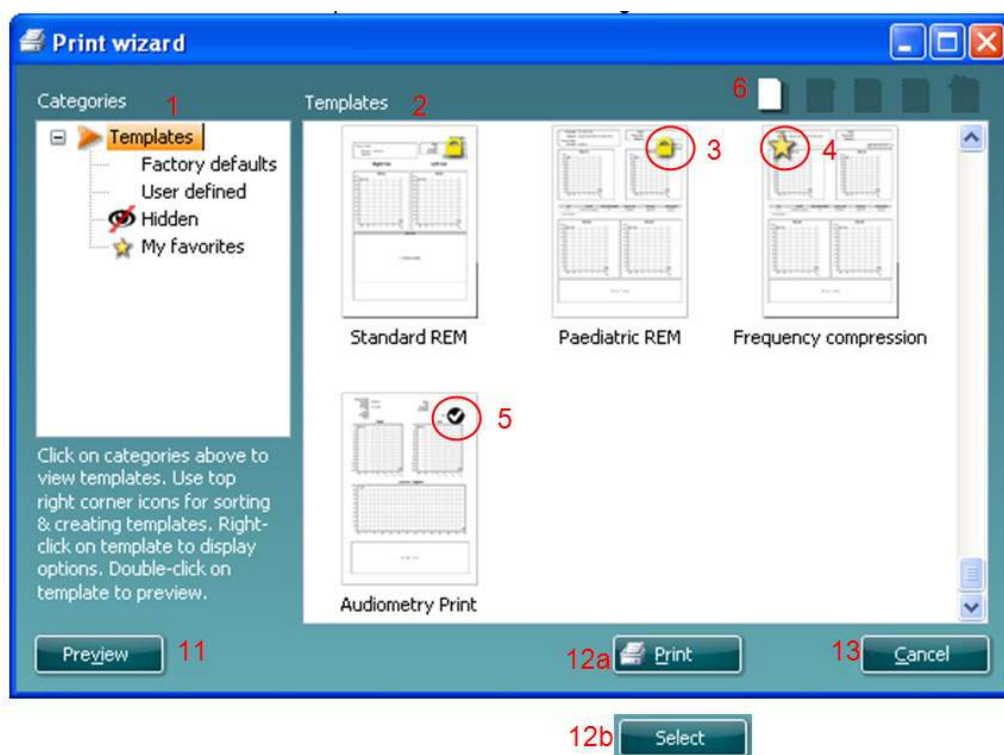 Print wizard
Categories 1
Templates 2
6
Templates
Factory defaults
User defined
Hidden
My favorites
3
4
Standard REM
Paediatric REM
Frequency compression
5
Audiometry Print
Click on categories above to
view templates. Use top
right corner icons for sorting
& creating templates. Right-
click on template to display
options. Double-click on
template to preview.
Preview 11
12a Print
13 Cancel
12b Select